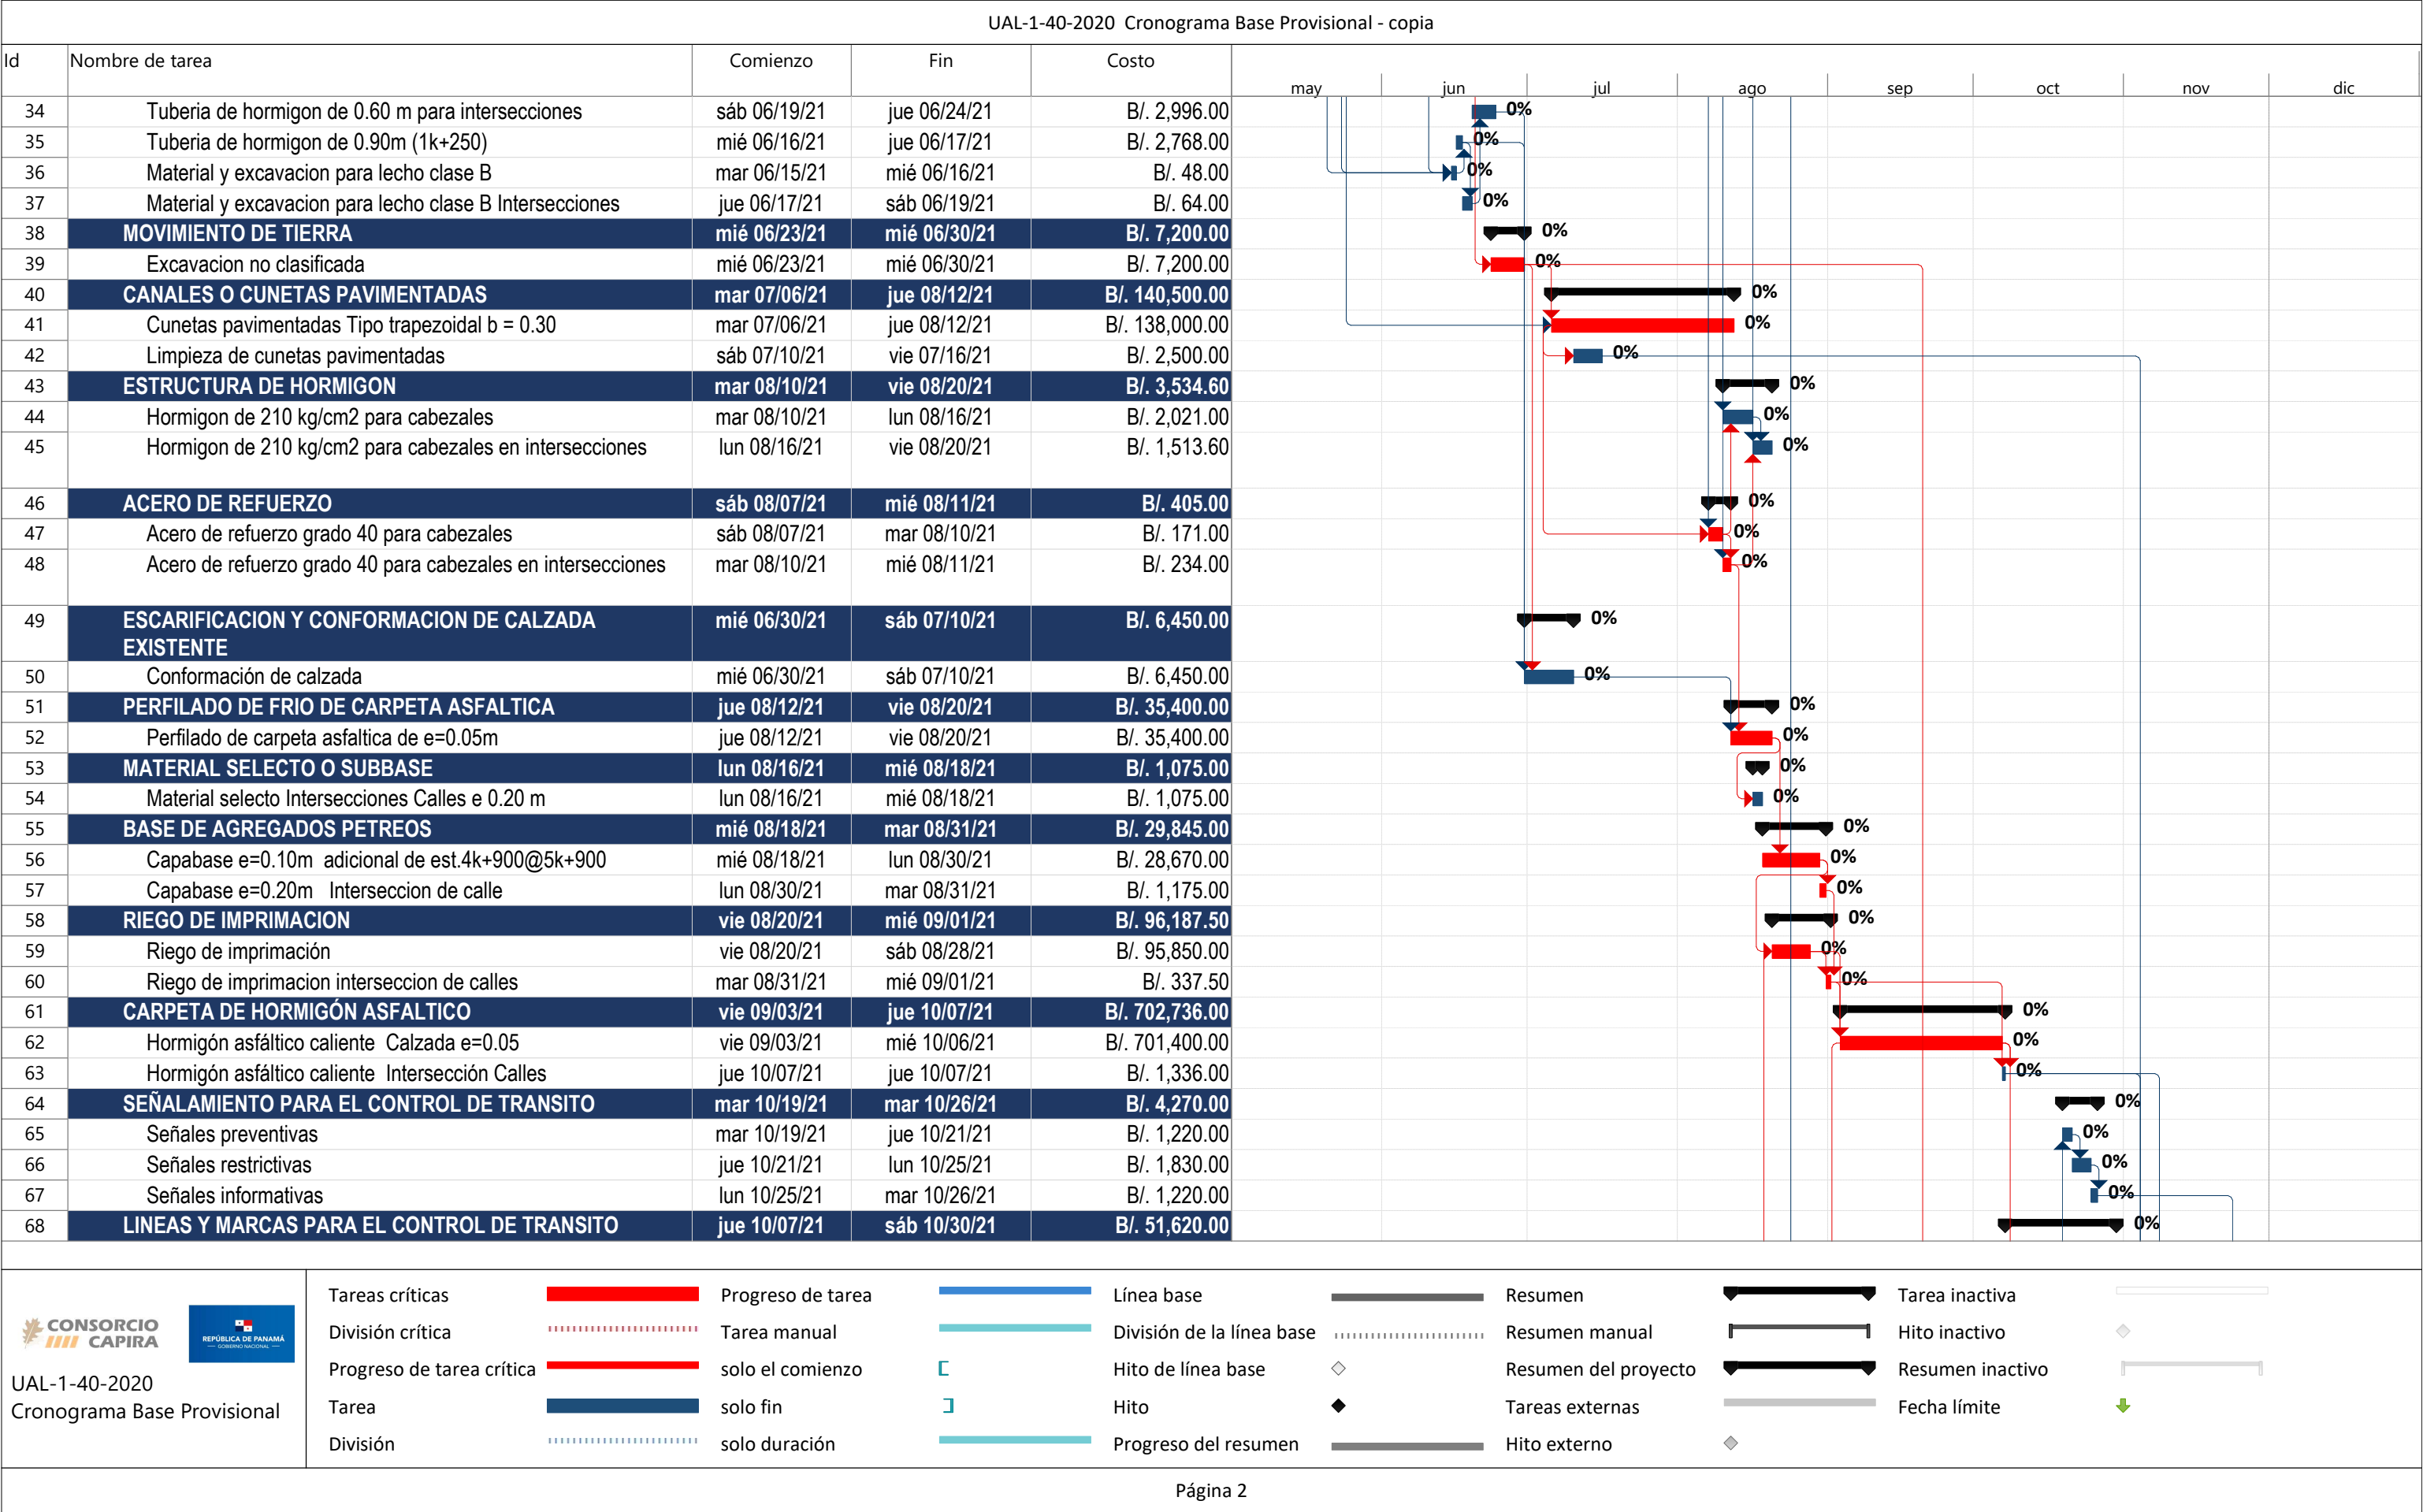 UAL-1-40-2020 Cronograma Base Provisional - copia
Id Nombre de tarea Comienzo Fin Costo may jun jul ago sep oct nov dic
34 Tuberia de hormigon de 0.60 m para intersecciones sáb 06/19/21 jue 06/24/21 B/. 2,996.00 0%
35 Tuberia de hormigon de 0.90m (1k+250) mié 06/16/21 jue 06/17/21 B/. 2,768.00 0%
36 Material y excavacion para lecho clase B mar 06/15/21 mié 06/16/21 B/. 48.00 0%
37 Material y excavacion para lecho clase B Intersecciones jue 06/17/21 sáb 06/19/21 B/. 64.00 0%
38 MOVIMIENTO DE TIERRA mié 06/23/21 mié 06/30/21 B/. 7,200.00 0%
39 Excavacion no clasificada mié 06/23/21 mié 06/30/21 B/. 7,200.00 0%
40 CANALES O CUNETAS PAVIMENTADAS mar 07/06/21 jue 08/12/21 B/. 140,500.00 0%
41 Cunetas pavimentadas Tipo trapezoidal b = 0.30 mar 07/06/21 jue 08/12/21 B/. 138,000.00 0%
42 Limpieza de cunetas pavimentadas sáb 07/10/21 vie 07/16/21 B/. 2,500.00 0%
43 ESTRUCTURA DE HORMIGON mar 08/10/21 vie 08/20/21 B/. 3,534.60 0%
44 Hormigon de 210 kg/cm2 para cabezales mar 08/10/21 lun 08/16/21 B/. 2,021.00 0%
45 Hormigon de 210 kg/cm2 para cabezales en intersecciones lun 08/16/21 vie 08/20/21 B/. 1,513.60 0%
46 ACERO DE REFUERZO sáb 08/07/21 mié 08/11/21 B/. 405.00 0%
47 Acero de refuerzo grado 40 para cabezales sáb 08/07/21 mar 08/10/21 B/. 171.00 0%
48 Acero de refuerzo grado 40 para cabezales en intersecciones mar 08/10/21 mié 08/11/21 B/. 234.00 0%
49 ESCARIFICACION Y CONFORMACION DE CALZADA mié 06/30/21 sáb 07/10/21 B/. 6,450.00 0%
EXISTENTE
50 Conformación de calzada mié 06/30/21 sáb 07/10/21 B/. 6,450.00 0%
51 PERFILADO DE FRIO DE CARPETA ASFALTICA jue 08/12/21 vie 08/20/21 B/. 35,400.00 0%
52 Perfilado de carpeta asfaltica de e=0.05m jue 08/12/21 vie 08/20/21 B/. 35,400.00 0%
53 MATERIAL SELECTO O SUBBASE lun 08/16/21 mié 08/18/21 B/. 1,075.00 0%
54 Material selecto Intersecciones Calles e 0.20 m lun 08/16/21 mié 08/18/21 B/. 1,075.00 0%
55 BASE DE AGREGADOS PETREOS mié 08/18/21 mar 08/31/21 B/. 29,845.00 0%
56 Capabase e=0.10m adicional de est.4k+900@5k+900 mié 08/18/21 lun 08/30/21 B/. 28,670.00 0%
57 Capabase e=0.20m Interseccion de calle lun 08/30/21 mar 08/31/21 B/. 1,175.00 0%
58 RIEGO DE IMPRIMACION vie 08/20/21 mié 09/01/21 B/. 96,187.50 0%
59 Riego de imprimación vie 08/20/21 sáb 08/28/21 B/. 95,850.00 0%
60 Riego de imprimacion interseccion de calles mar 08/31/21 mié 09/01/21 B/. 337.50 0%
61 CARPETA DE HORMIGÓN ASFALTICO vie 09/03/21 jue 10/07/21 B/. 702,736.00 0%
62 Hormigón asfáltico caliente Calzada e=0.05 vie 09/03/21 mié 10/06/21 B/. 701,400.00 0%
63 Hormigón asfáltico caliente Intersección Calles jue 10/07/21 jue 10/07/21 B/. 1,336.00 0%
64 SEÑALAMIENTO PARA EL CONTROL DE TRANSITO mar 10/19/21 mar 10/26/21 B/. 4,270.00 0%
65 Señales preventivas mar 10/19/21 jue 10/21/21 B/. 1,220.00 0%
66 Señales restrictivas jue 10/21/21 lun 10/25/21 B/. 1,830.00 0%
67 Señales informativas lun 10/25/21 mar 10/26/21 B/. 1,220.00 0%
68 LINEAS Y MARCAS PARA EL CONTROL DE TRANSITO jue 10/07/21 sáb 10/30/21 B/. 51,620.00 0%
CONSORCIO CAPIRA
REPÚBLICA DE PANAMÁ
GOBIERNO NACIONAL
UAL-1-40-2020
Cronograma Base Provisional
Tareas críticas Progreso de tarea Línea base Resumen Tarea inactiva
División crítica Tarea manual División de la línea base Resumen manual Hito inactivo
Progreso de tarea crítica solo el comienzo Hito de línea base Resumen del proyecto Resumen inactivo
Tarea solo fin Hito Tareas externas Fecha límite
División solo duración Progreso del resumen Hito externo
Página 2